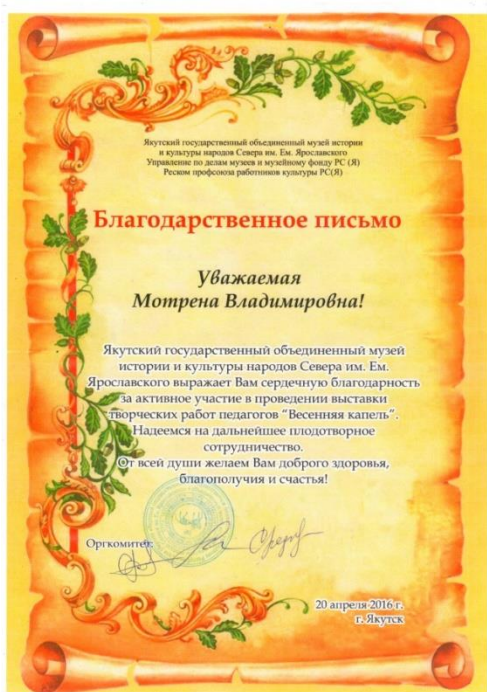 Якутский государственный объединенный музей истории
и культуры народов Севера им. Ем. Ярославского
Управление по делам музеев и музейному фонду РС (Я)
Реском профсоюза работников культуры РС(Я)
Благодарственное письмо
Уважаемая
Мотрена Владимировна!
Якутский государственный объединенный музей
истории и культуры народов Севера им. Ем.
Ярославского выражает Вам сердечную благодарность
за активное участие в проведении выставки
творческих работ педагогов "Весенняя капель".
Надеемся на дальнейшее плодотворное
сотрудничество.
От всей души желаем Вам доброго здоровья,
благополучия и счастья!
Оргкомитет:
20 апреля 2016 г.
г. Якутск